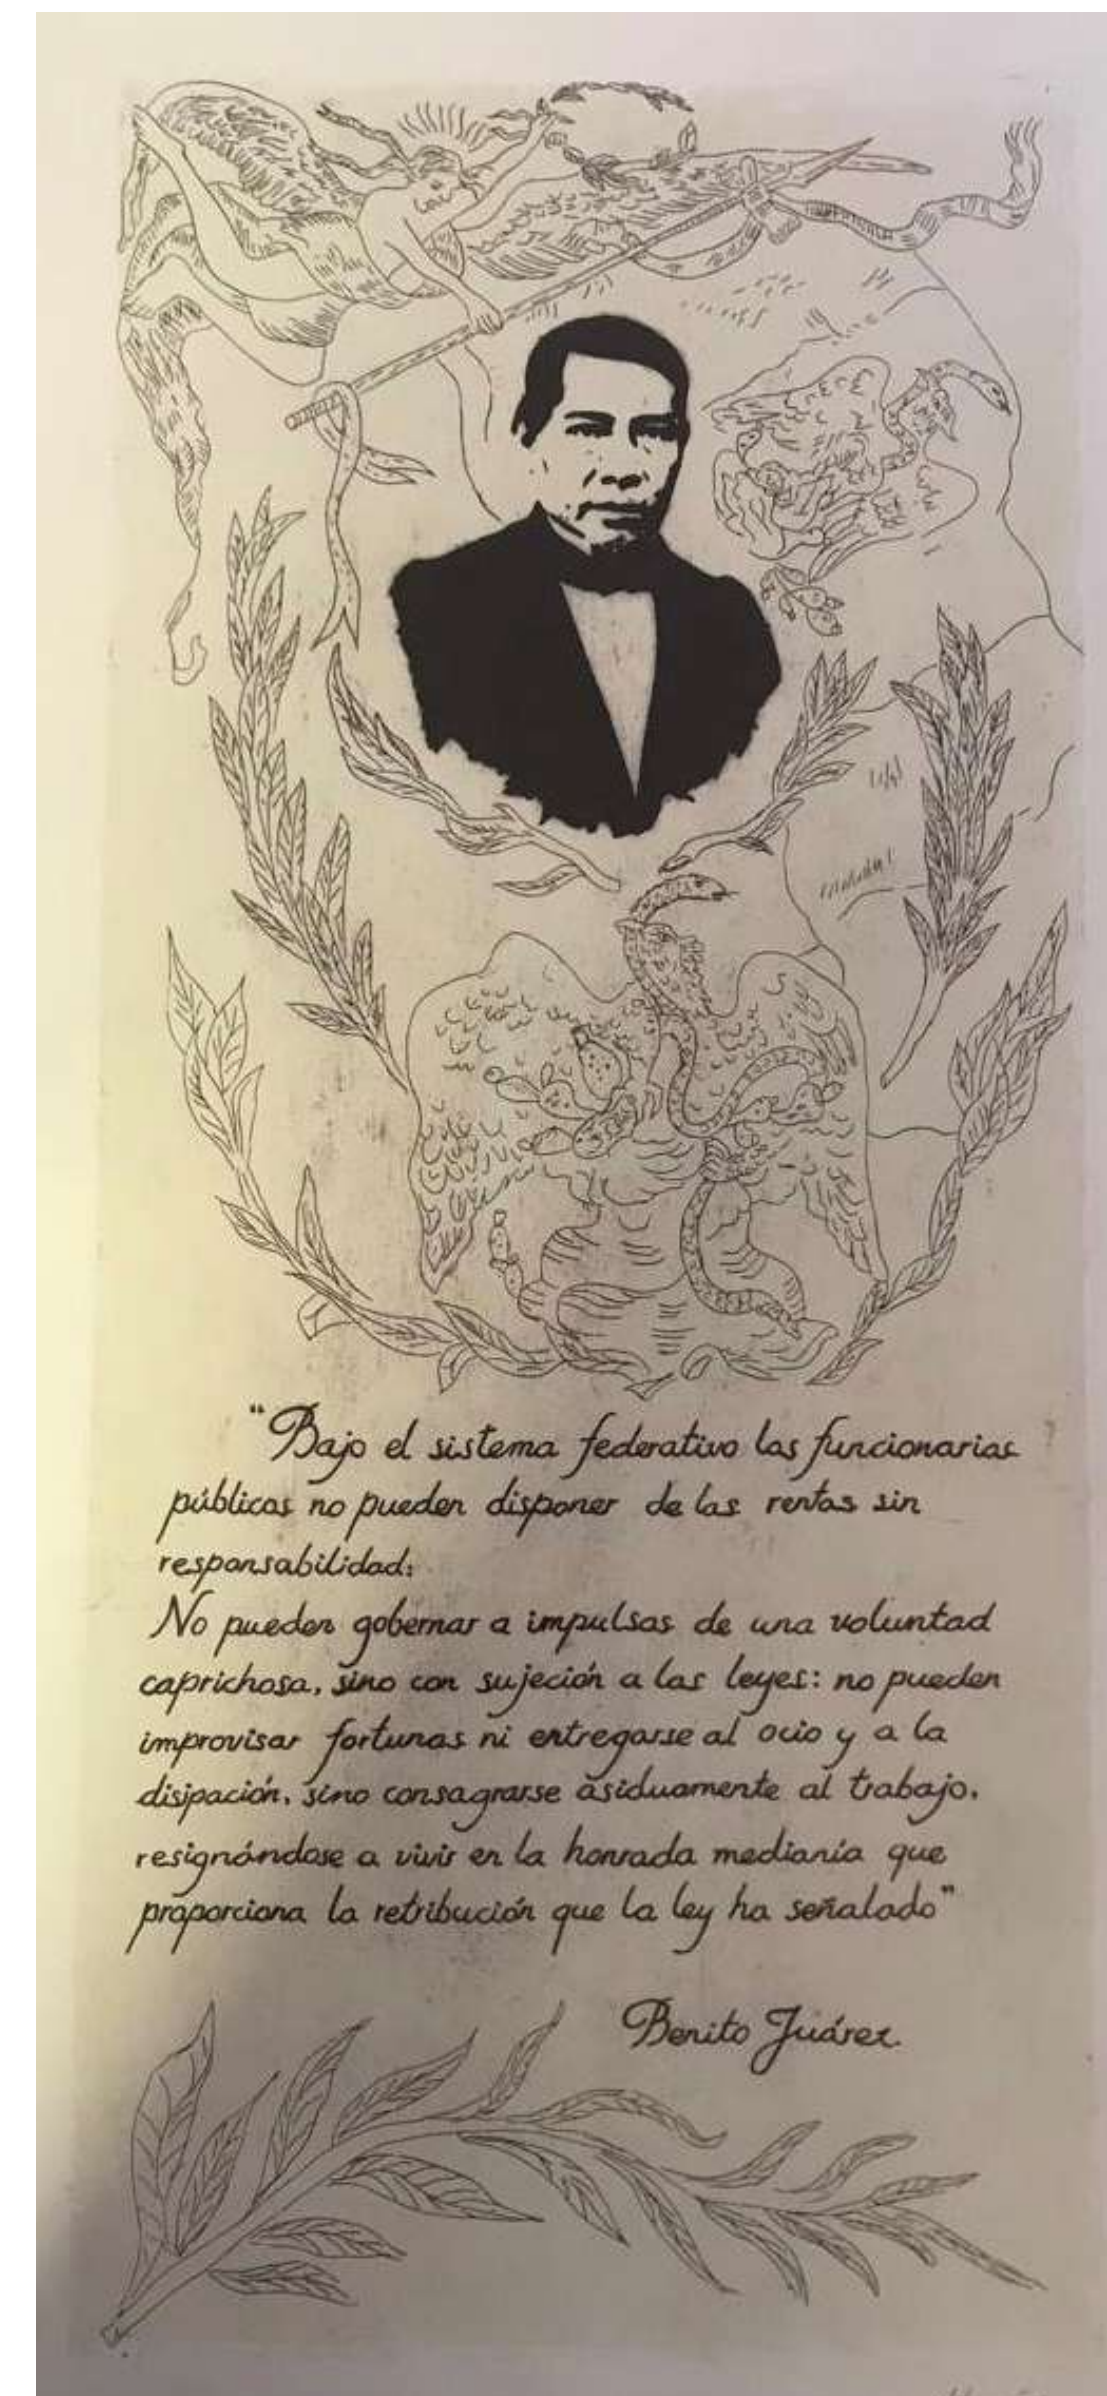 "Bajo el sistema federativo los funcionarios
públicos no pueden disponer de las rentas sin
responsabilidad:
No pueden gobernar a impulsos de una voluntad
caprichosa, sino con sujeción a las leyes: no pueden
improvisar fortunas ni entregarse al ocio y a la
disipación, sino consagrarse asiduamente al trabajo,
resignándose a vivir en la honrada medianía que
proporciona la retribución que la ley ha señalado"
Benito Juárez